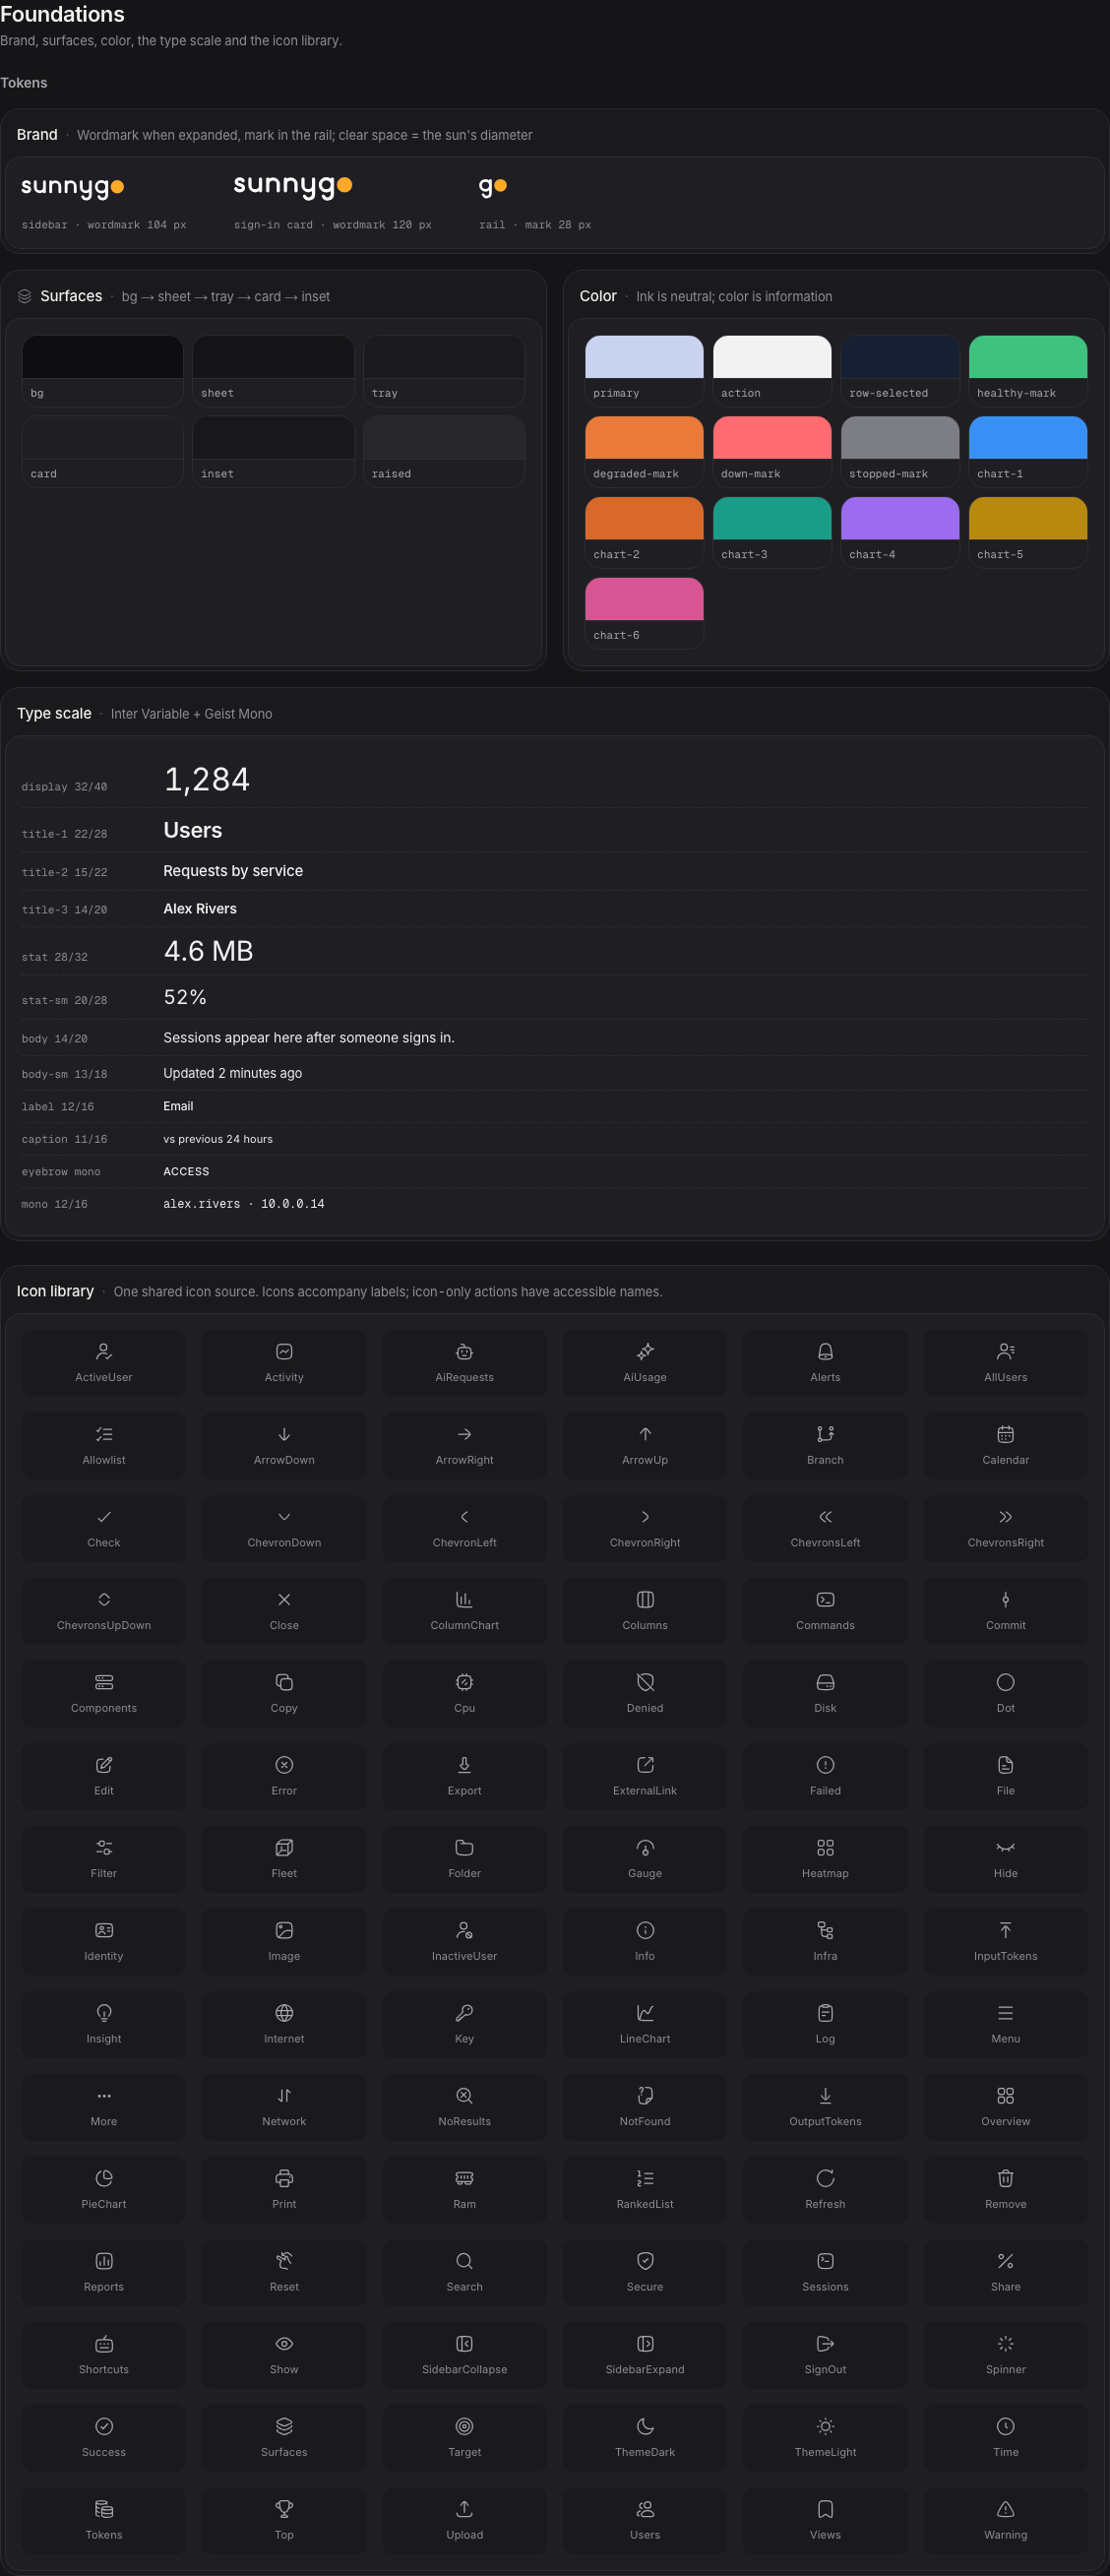 Foundations
Brand, surfaces, color, the type scale and the icon library.
Tokens
Brand · Wordmark when expanded, mark in the rail; clear space = the sun's diameter
sunnygo sunnygo go
sidebar · wordmark 104 px sign-in card · wordmark 120 px rail · mark 28 px
Surfaces · bg → sheet → tray → card → inset
bg sheet tray
card inset raised
Color · Ink is neutral; color is information
primary action row-selected healthy-mark
degraded-mark down-mark stopped-mark chart-1
chart-2 chart-3 chart-4 chart-5
chart-6
Type scale · Inter Variable + Geist Mono
display 32/40 1,284
title-1 22/28 Users
title-2 15/22 Requests by service
title-3 14/20 Alex Rivers
stat 28/32 4.6 MB
stat-sm 20/28 52%
body 14/20 Sessions appear here after someone signs in.
body-sm 13/18 Updated 2 minutes ago
label 12/16 Email
caption 11/16 vs previous 24 hours
eyebrow mono ACCESS
mono 12/16 alex.rivers · 10.0.0.14
Icon library · One shared icon source. Icons accompany labels; icon-only actions have accessible names.
ActiveUser Activity AiRequests AiUsage Alerts AllUsers
Allowlist ArrowDown ArrowRight ArrowUp Branch Calendar
Check ChevronDown ChevronLeft ChevronRight ChevronsLeft ChevronsRight
ChevronsUpDown Close ColumnChart Columns Commands Commit
Components Copy Cpu Denied Disk Dot
Edit Error Export ExternalLink Failed File
Filter Fleet Folder Gauge Heatmap Hide
Identity Image InactiveUser Info Infra InputTokens
Insight Internet Key LineChart Log Menu
More Network NoResults NotFound OutputTokens Overview
PieChart Print Ram RankedList Refresh Remove
Reports Reset Search Secure Sessions Share
Shortcuts Show SidebarCollapse SidebarExpand SignOut Spinner
Success Surfaces Target ThemeDark ThemeLight Time
Tokens Top Upload Users Views Warning